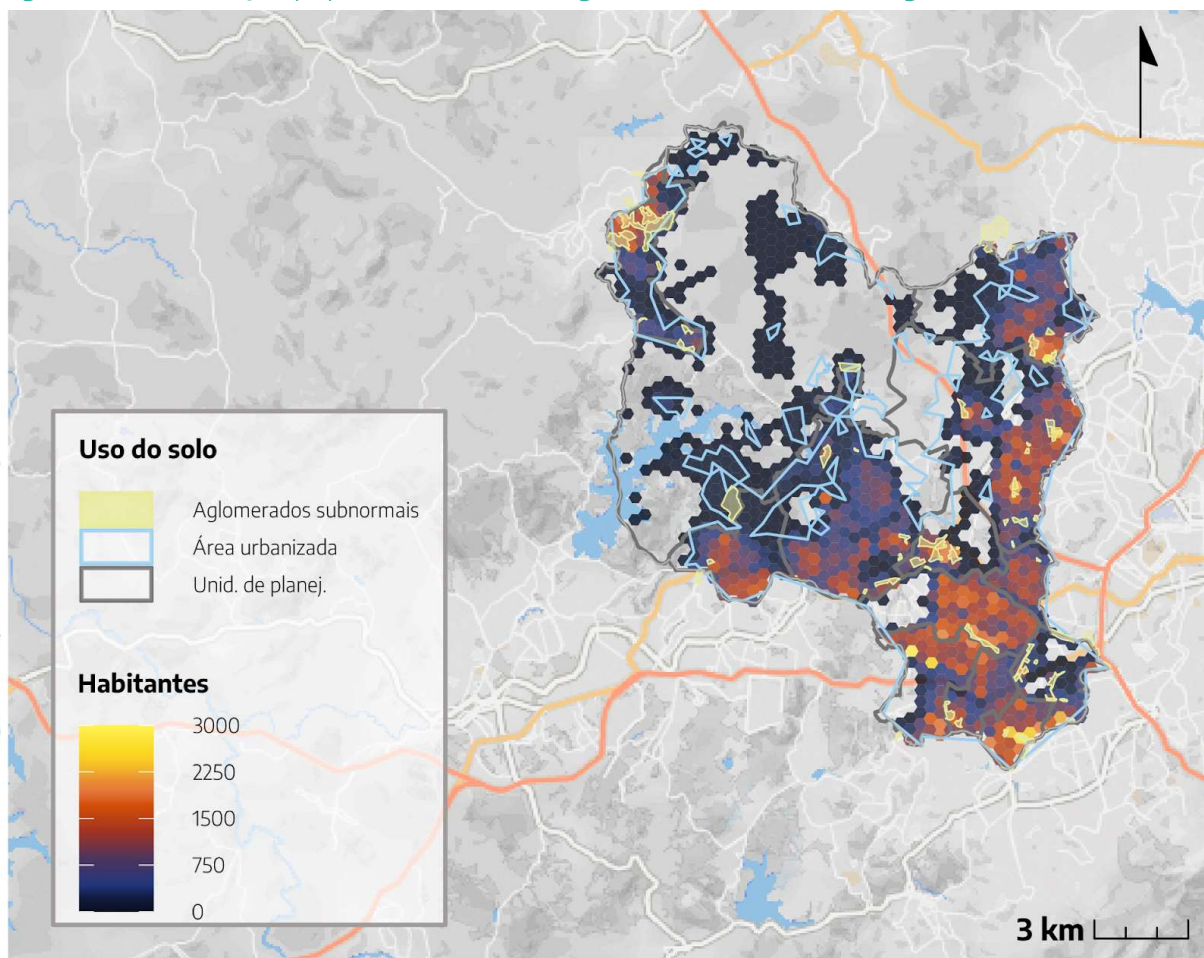 Uso do solo
Aglomerados subnormais
Área urbanizada
Unid. de planej.
Habitantes
3000
2250
1500
750
0
3 km